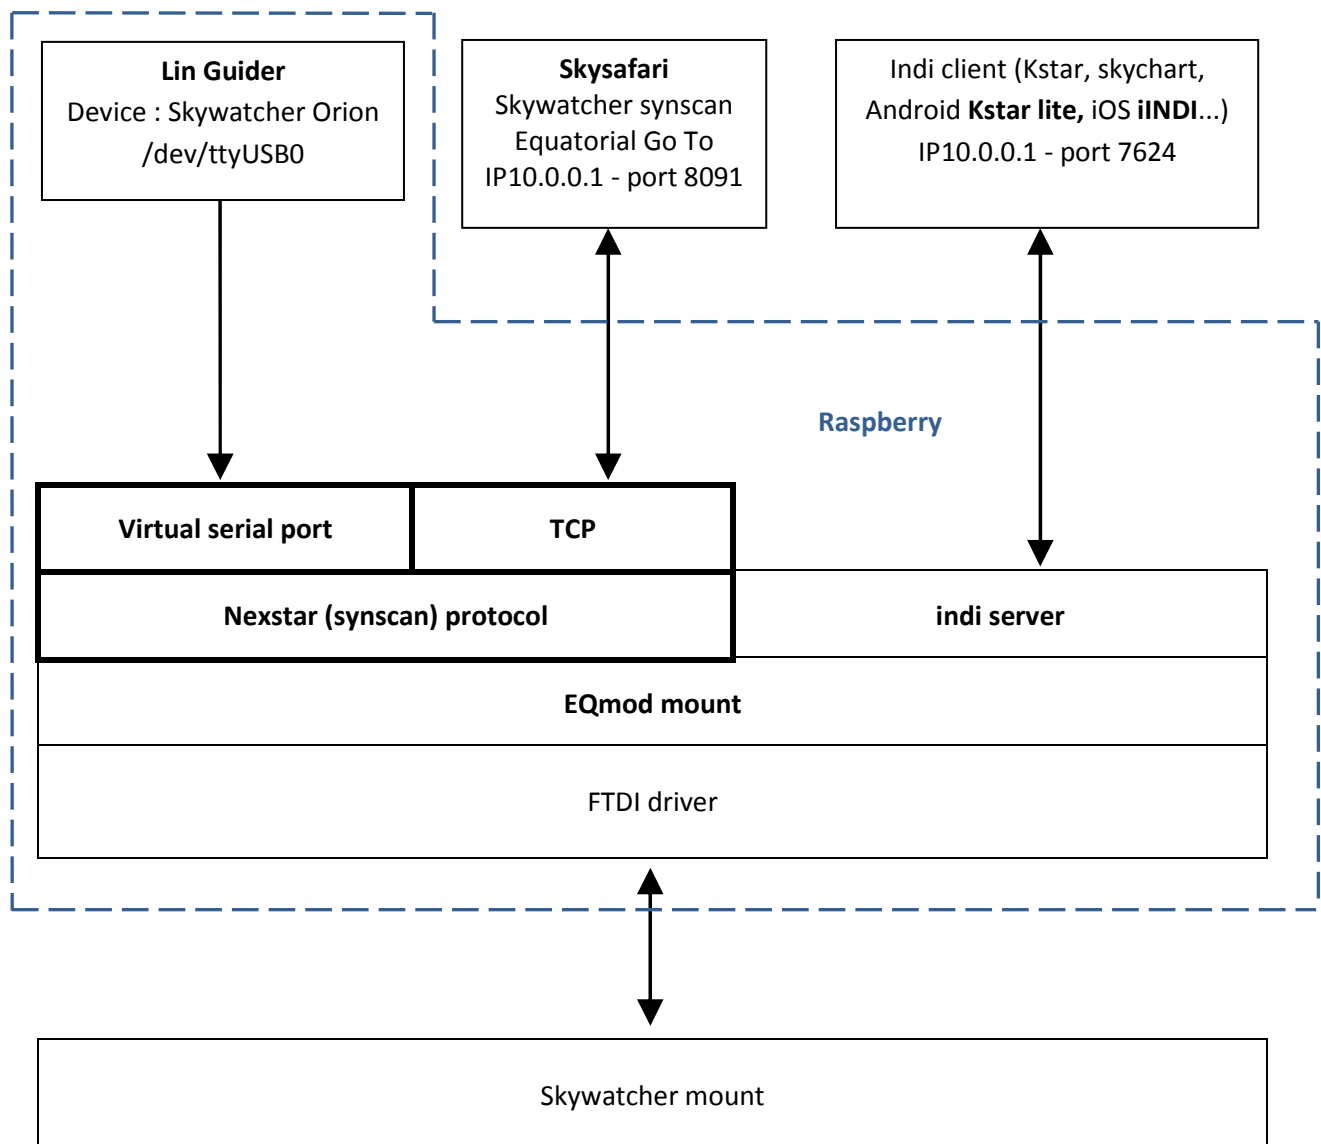 Lin Guider
Device : Skywatcher Orion
/dev/ttyUSB0
Skysafari
Skywatcher synscan
Equatorial Go To
IP10.0.0.1 - port 8091
Indi client (Kstar, skychart,
Android Kstar lite, iOS iINDI...)
IP10.0.0.1 - port 7624
Raspberry
Virtual serial port
TCP
Nexstar (synscan) protocol
indi server
EQmod mount
FTDI driver
Skywatcher mount